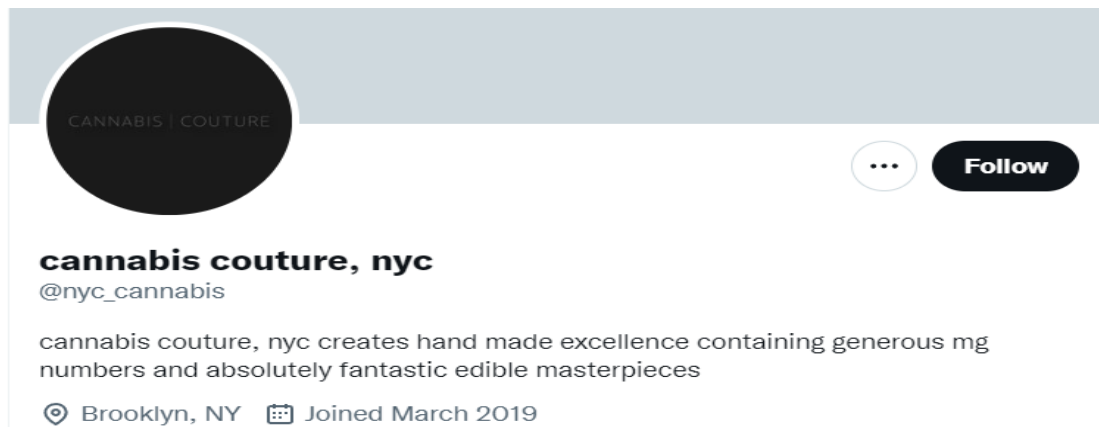 CANNABIS | COUTURE
Follow
cannabis couture, nyc
@nyc_cannabis
cannabis couture, nyc creates hand made excellence containing generous mg
numbers and absolutely fantastic edible masterpieces
Brooklyn, NY Joined March 2019